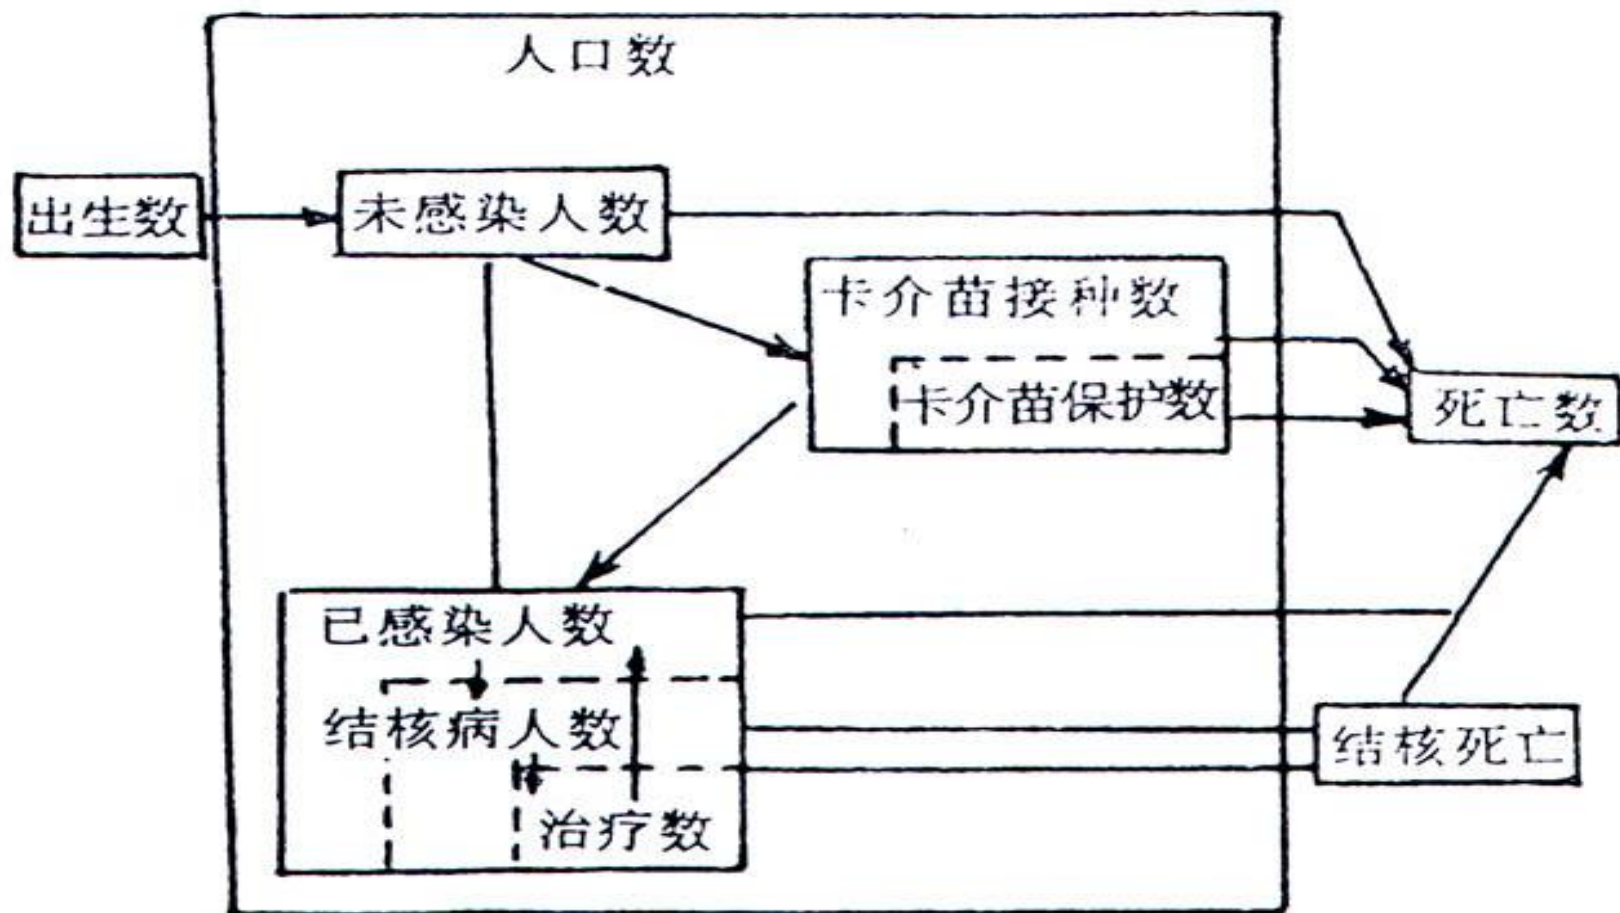 人口数
出生数
未感染人数
卡介苗接种数
卡介苗保护数
死亡数
已感染人数
结核病人数
结核死亡
治疗数